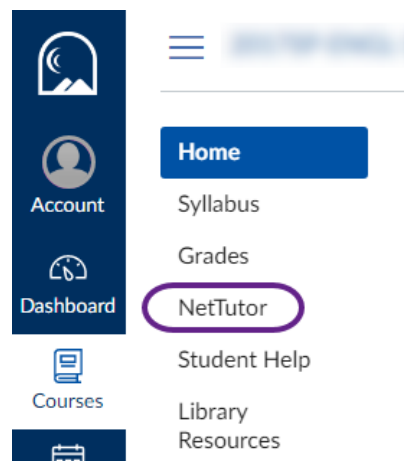 Home
Account
Syllabus
Grades
Dashboard
NetTutor
Student Help
Courses
Library
Resources